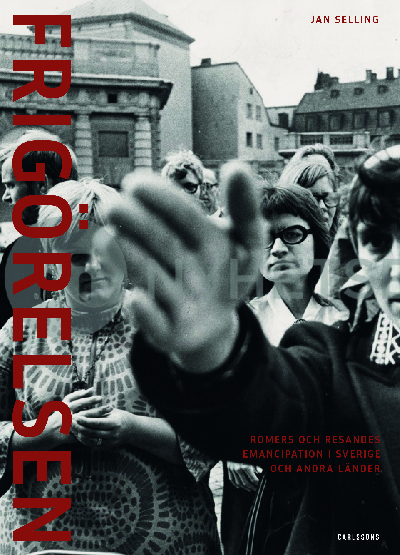 JAN SELLING
FRIGÖRELSEN
ROMERS OCH RESANDES
EMANCIPATION I SVERIGE
OCH ANDRA LÄNDER
CARLSSONS